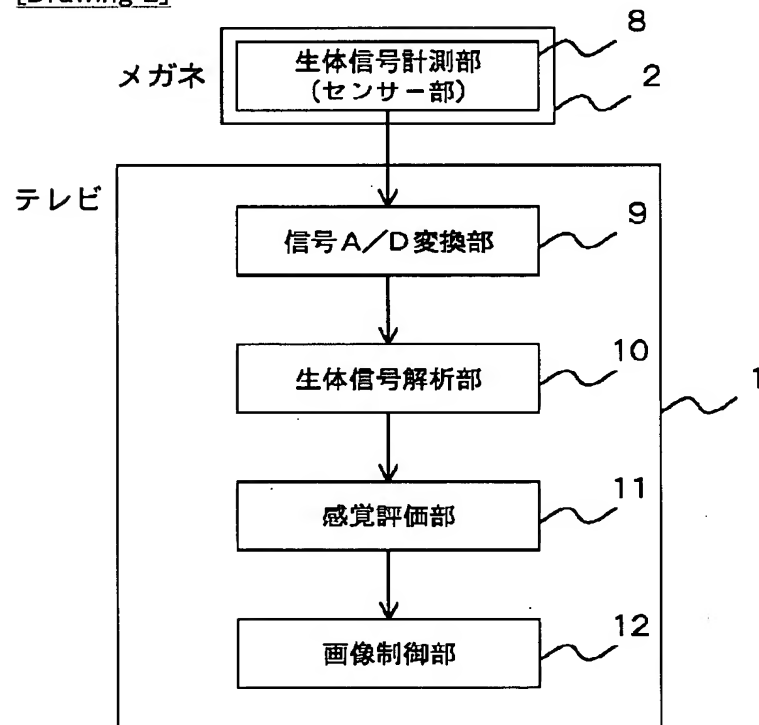 8
生体信号計測部
(センサー部)
メガネ
2
テレビ
9
信号A／D変換部
10
生体信号解析部
1
11
感覚評価部
12
画像制御部